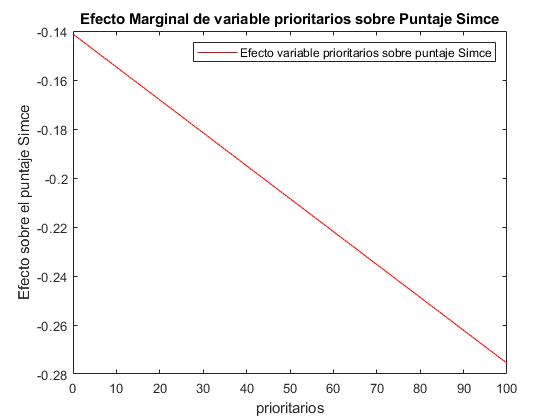 Efecto Marginal de variable prioritarios sobre Puntaje Simce
Efecto variable prioritarios sobre puntaje Simce
Efecto sobre el puntaje Simce
-0.14
-0.16
-0.18
-0.2
-0.22
-0.24
-0.26
-0.28
0 10 20 30 40 50 60 70 80 90 100
prioritarios